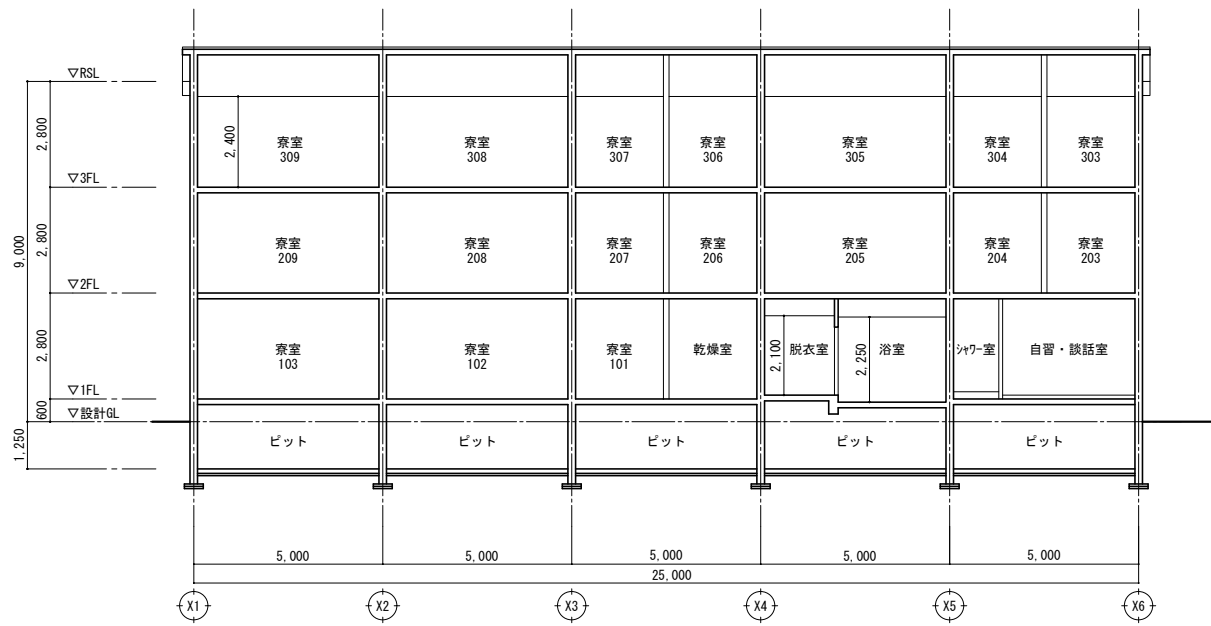 ▽RSL
2,800
2,400
寮室
309
寮室
308
寮室
307
寮室
306
寮室
305
寮室
304
寮室
303
▽3FL
9,000
2,800
寮室
209
寮室
208
寮室
207
寮室
206
寮室
205
寮室
204
寮室
203
▽2FL
2,800
寮室
103
寮室
102
寮室
101
乾燥室
2,100
脱衣室
2,250
浴室
シャワー室
自習・談話室
▽1FL
600
▽設計GL
1,250
ピット
ピット
ピット
ピット
ピット
5,000
5,000
5,000
5,000
5,000
25,000
X1
X2
X3
X4
X5
X6